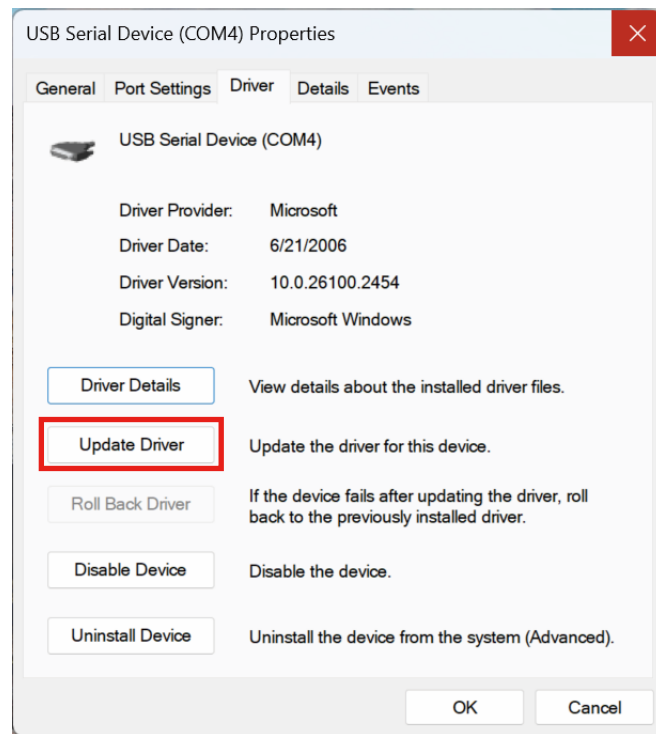 USB Serial Device (COM4) Properties
General Port Settings Driver Details Events
USB Serial Device (COM4)
Driver Provider: Microsoft
Driver Date: 6/21/2006
Driver Version: 10.0.26100.2454
Digital Signer: Microsoft Windows
Driver Details View details about the installed driver files.
Update Driver Update the driver for this device.
Roll Back Driver If the device fails after updating the driver, roll
back to the previously installed driver.
Disable Device Disable the device.
Uninstall Device Uninstall the device from the system (Advanced).
OK Cancel